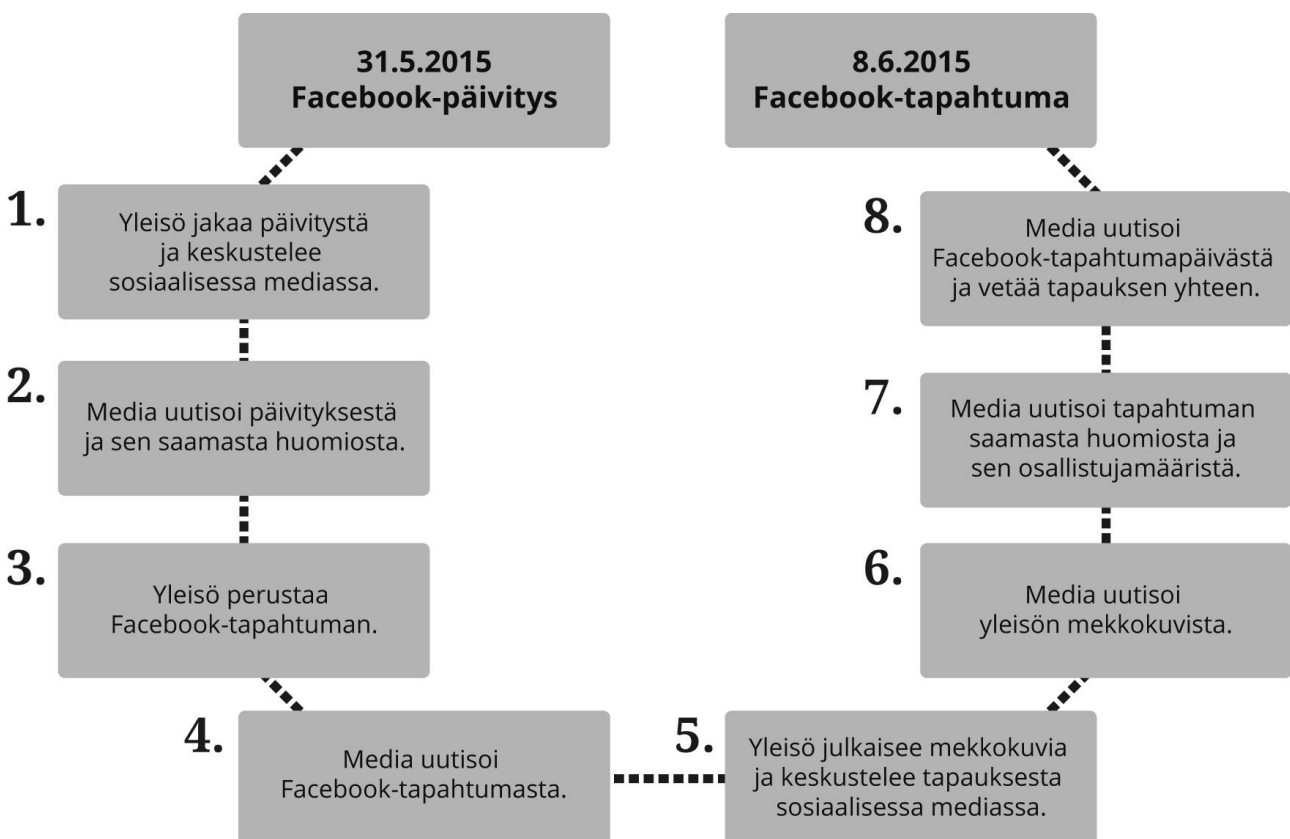 31.5.2015
Facebook-päivitys
1.
Yleisö jakaa päivitystä
ja keskustelee
sosiaalisessa mediassa.
2.
Media uutisoi päivityksestä
ja sen saamasta huomiosta.
3.
Yleisö perustaa
Facebook-tapahtuman.
4.
Media uutisoi
Facebook-tapahtumasta.
5.
Yleisö julkaisee mekkokuvia
ja keskustelee tapauksesta
sosiaalisessa mediassa.
6.
Media uutisoi
yleisön mekkokuvista.
7.
Media uutisoi tapahtuman
saamasta huomiosta ja
sen osallistujamääristä.
8.
Media uutisoi
Facebook-tapahtumapäivästä
ja vetää tapauksen yhteen.
8.6.2015
Facebook-tapahtuma